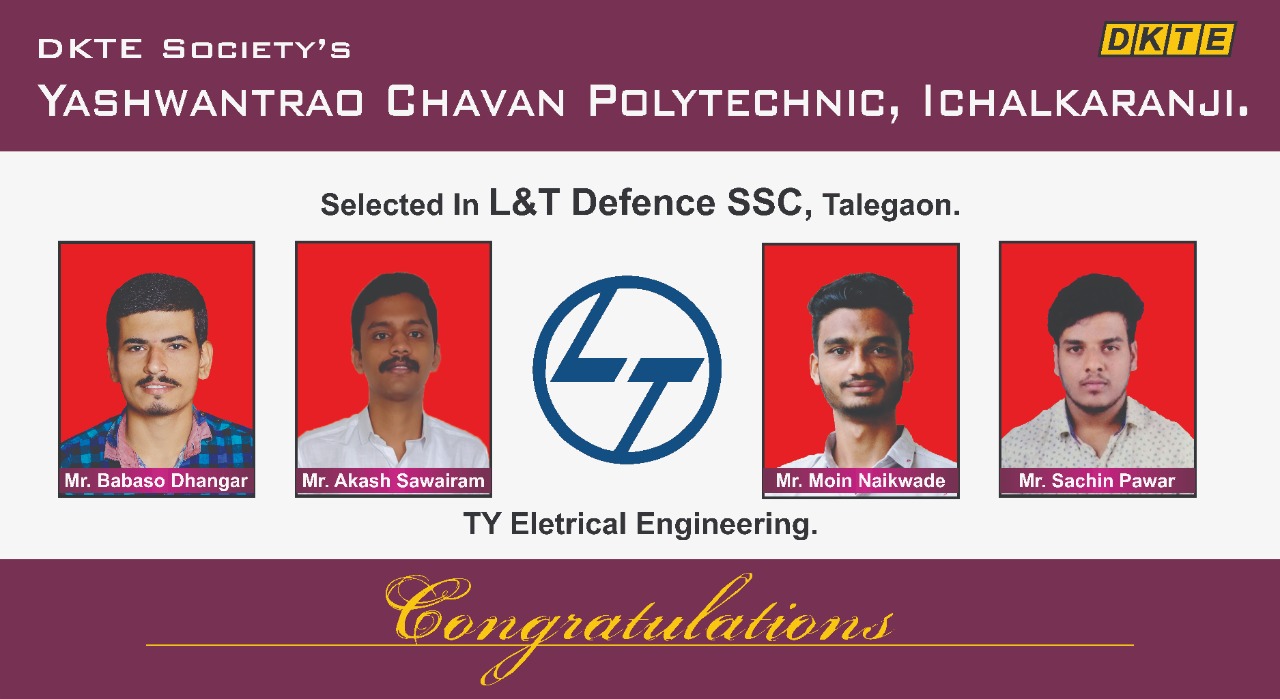 DKTE Society's
DKTE
Yashwantrao Chavan Polytechnic, Ichalkaranji.
Selected In L&T Defence SSC, Talegaon.
LT
Mr. Babaso Dhangar
Mr. Akash Sawairam
Mr. Moin Naikwade
Mr. Sachin Pawar
TY Eletrical Engineering.
Congratulations